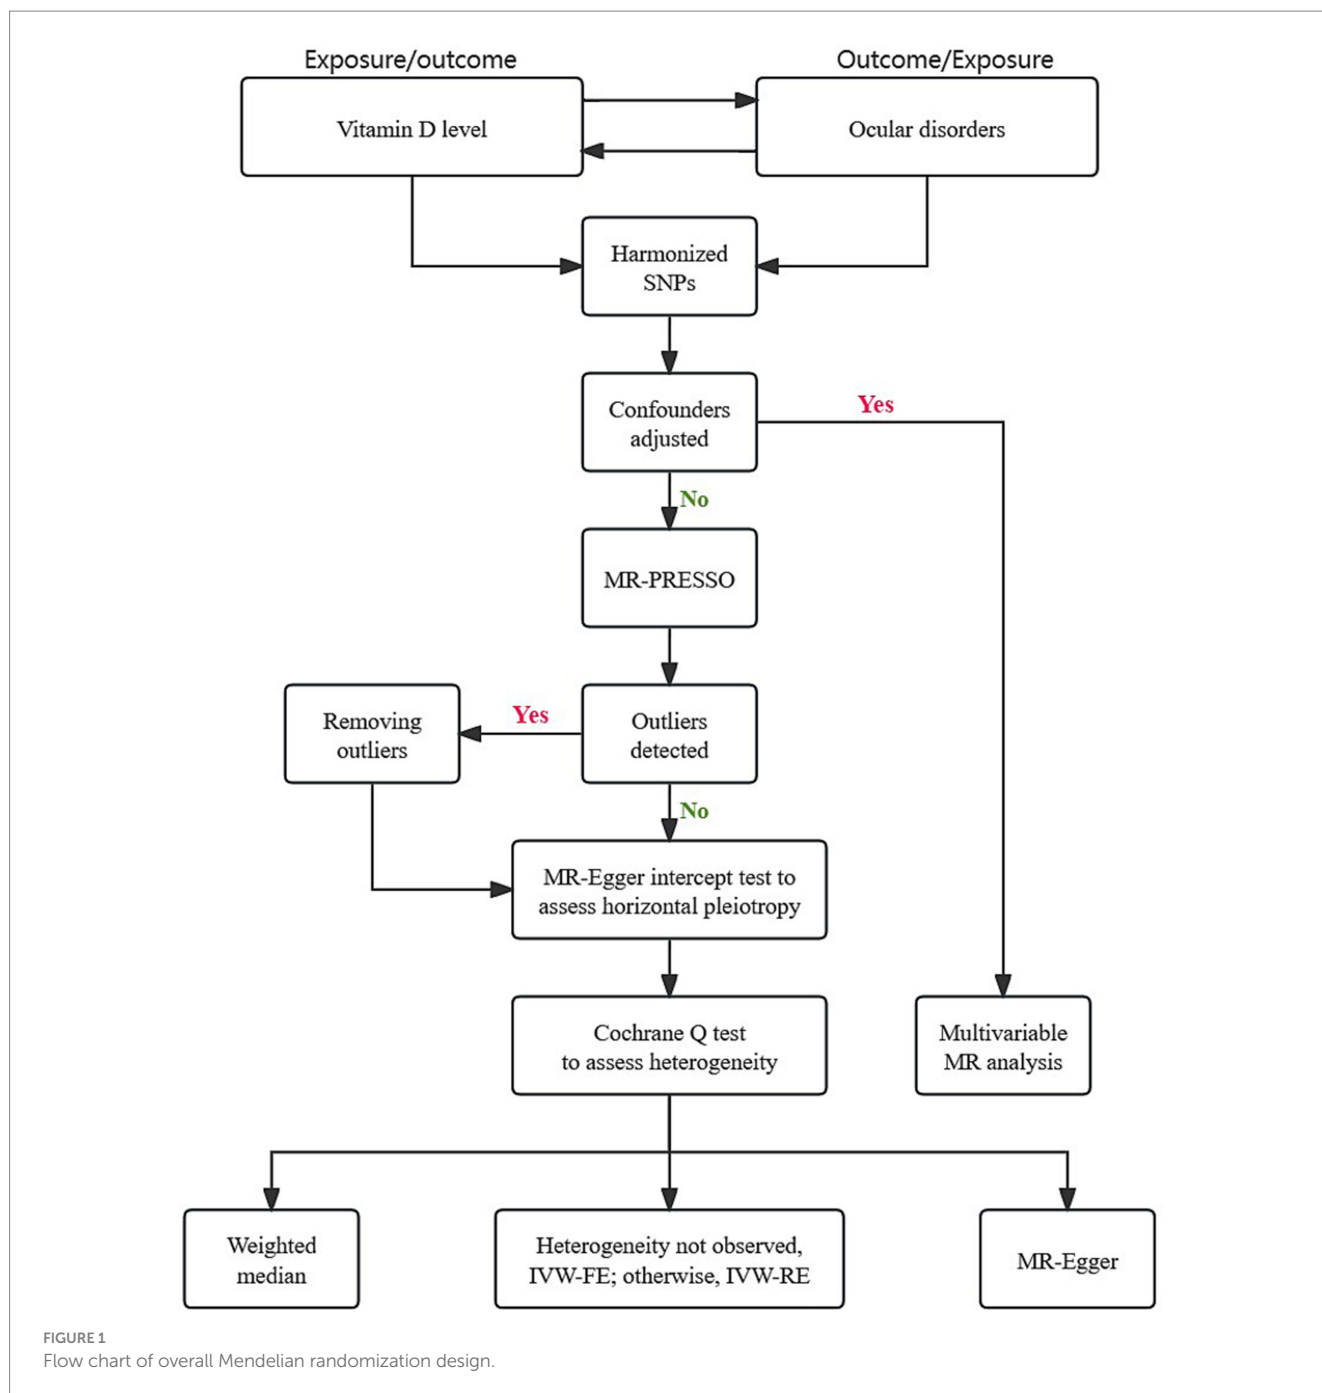 Exposure/outcome
Outcome/Exposure
Vitamin D level
Ocular disorders
Harmonized
SNPs
Confounders
adjusted
Yes
No
MR-PRESSO
Removing
outliers
Yes
Outliers
detected
No
MR-Egger intercept test to
assess horizontal pleiotropy
Cochrane Q test
to assess heterogeneity
Multivariable
MR analysis
Weighted
median
Heterogeneity not observed,
IVW-FE; otherwise, IVW-RE
MR-Egger
FIGURE 1
Flow chart of overall Mendelian randomization design.